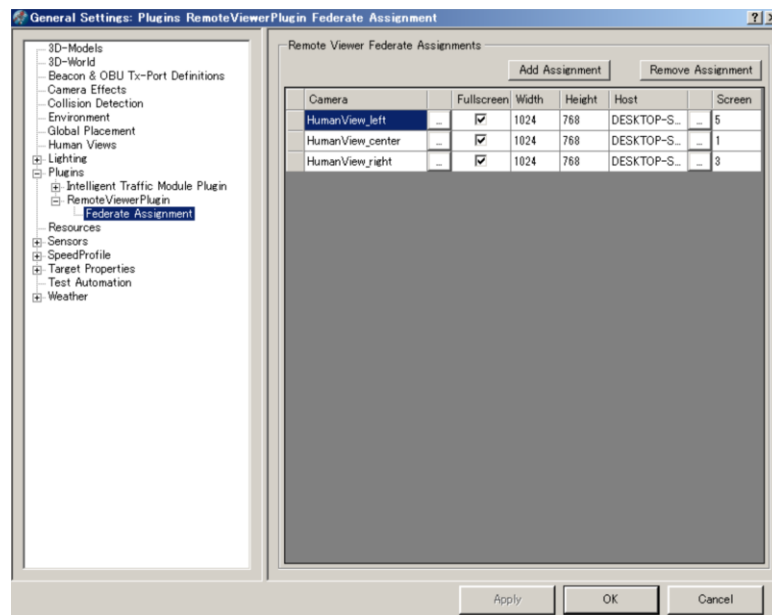 General Settings: Plugins RemoteViewerPlugin Federate Assignment
3D-Models
3D-World
Beacon & OBU Tx-Port Definitions
Camera Effects
Collision Detection
Environment
Global Placement
Human Views
Lighting
Plugins
Intelligent Traffic Module Plugin
RemoteViewerPlugin
Federate Assignment
Resources
Sensors
SpeedProfile
Target Properties
Test Automation
Weather
Remote Viewer Federate Assignments
Add Assignment Remove Assignment
Camera Fullscreen Width Height Host Screen
HumanView_left ... 1024 768 DESKTOP-S... ... 5
HumanView_center ... 1024 768 DESKTOP-S... ... 1
HumanView_right ... 1024 768 DESKTOP-S... ... 3
Apply OK Cancel